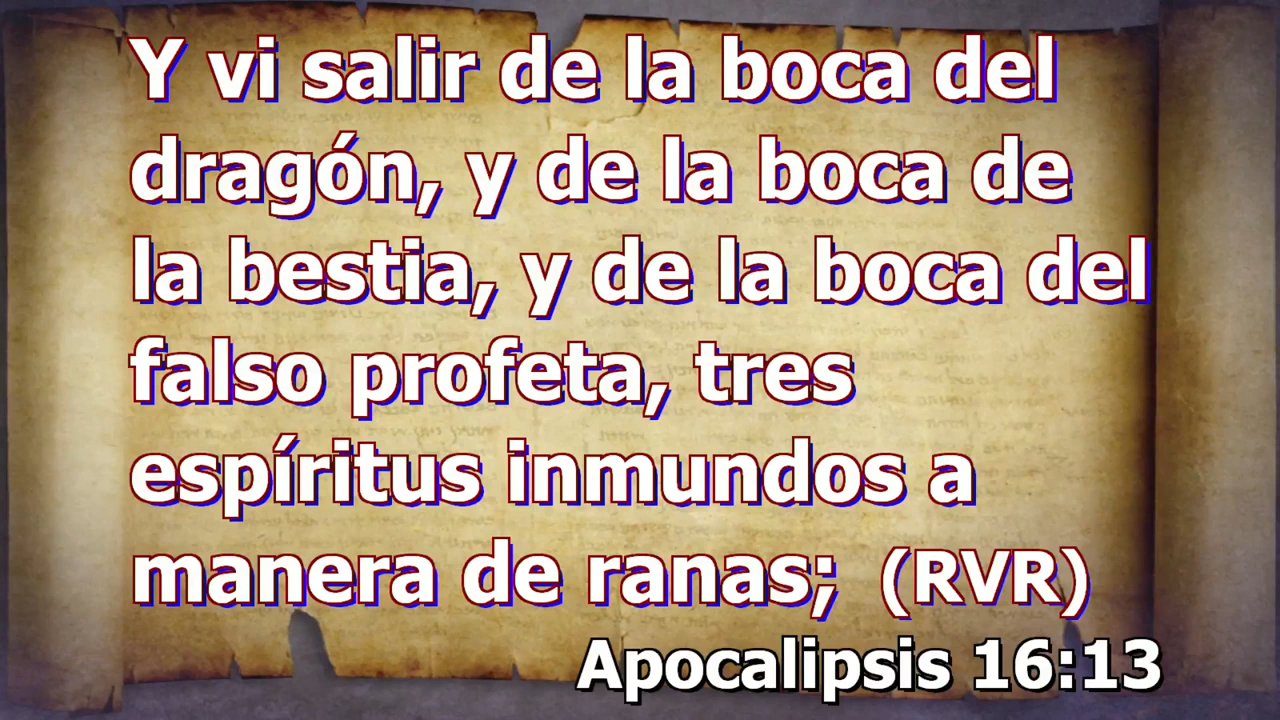 Y vi salir de la boca del
dragón, y de la boca de
la bestia, y de la boca del
falso profeta, tres
espíritus inmundos a
manera de ranas; (RVR)
Apocalipsis 16:13